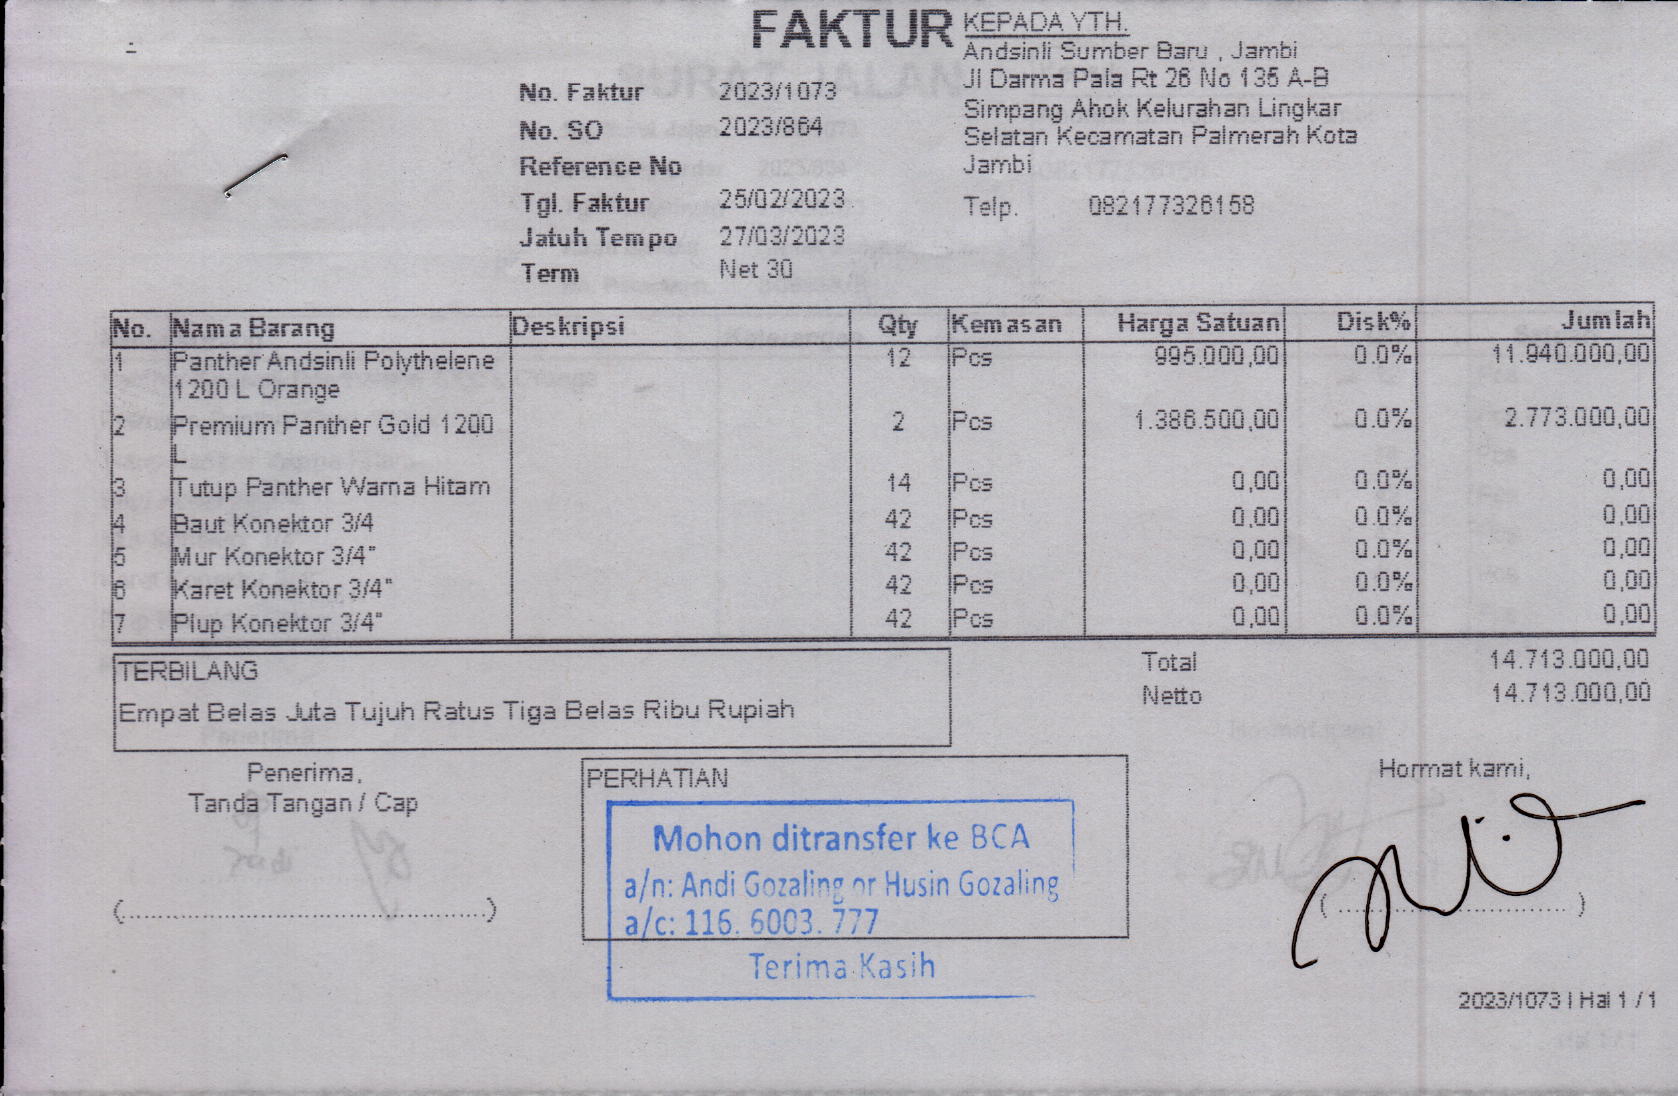 FAKTUR
No. Faktur 2023/1073
No. SO 2023/864
Reference No
Tgl. Faktur 25/02/2023
Jatuh Tempo 27/03/2023
Term Net 30
KEPADA YTH.
Andsinli Sumber Baru , Jambi
Jl Darma Pala Rt 26 No 135 A-B
Simpang Ahok Kelurahan Lingkar
Selatan Kecamatan Palmerah Kota
Jambi
Telp. 082177326158
No. Nama Barang Deskripsi Qty Kemasan Harga Satuan Disk% Jumlah
1 Panther Andsinli Polythelene 12 Pcs 995.000,00 0.0% 11.940.000,00
1200 L Orange
2 Premium Panther Gold 1200 2 Pcs 1.386.500,00 0.0% 2.773.000,00
L
3 Tutup Panther Warna Hitam 14 Pcs 0,00 0.0% 0,00
4 Baut Konektor 3/4 42 Pcs 0,00 0.0% 0,00
5 Mur Konektor 3/4" 42 Pcs 0,00 0.0% 0,00
6 Karet Konektor 3/4" 42 Pcs 0,00 0.0% 0,00
7 Plup Konektor 3/4" 42 Pcs 0,00 0.0% 0,00
TERBILANG
Empat Belas Juta Tujuh Ratus Tiga Belas Ribu Rupiah
Total 14.713.000,00
Netto 14.713.000,00
Penerima,
Tanda Tangan / Cap
(..........................................)
PERHATIAN
Mohon ditransfer ke BCA
a/n: Andi Gozaling or Husin Gozaling
a/c: 116. 6003. 777
Terima Kasih
Hormat kami,
( .............................. )
2023/1073 | Hal 1 / 1